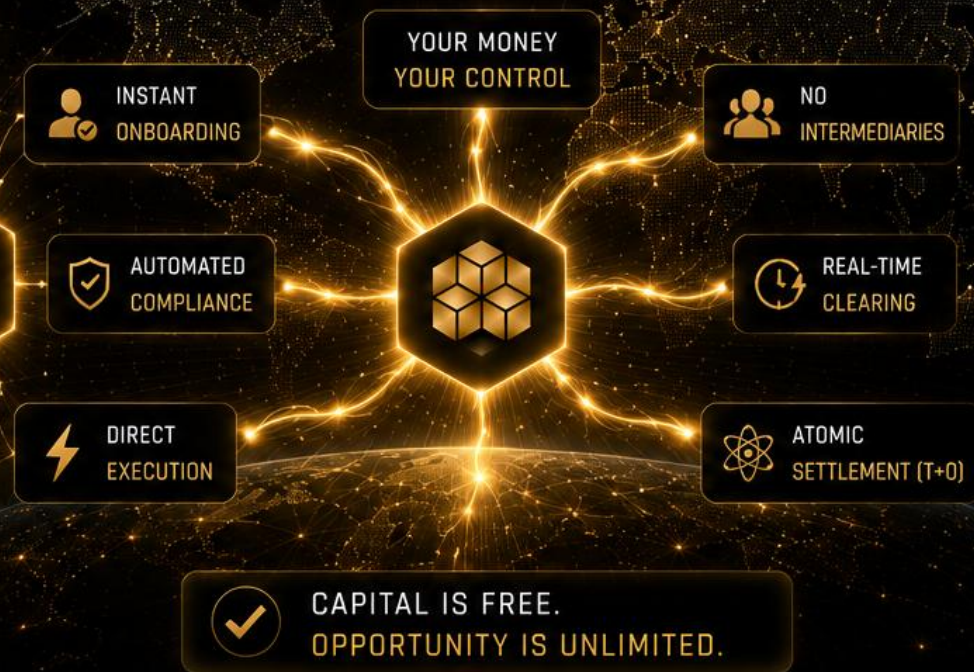 YOUR MONEY
YOUR CONTROL
INSTANT
ONBOARDING
NO
INTERMEDIARIES
AUTOMATED
COMPLIANCE
REAL-TIME
CLEARING
DIRECT
EXECUTION
ATOMIC
SETTLEMENT (T+0)
CAPITAL IS FREE.
OPPORTUNITY IS UNLIMITED.